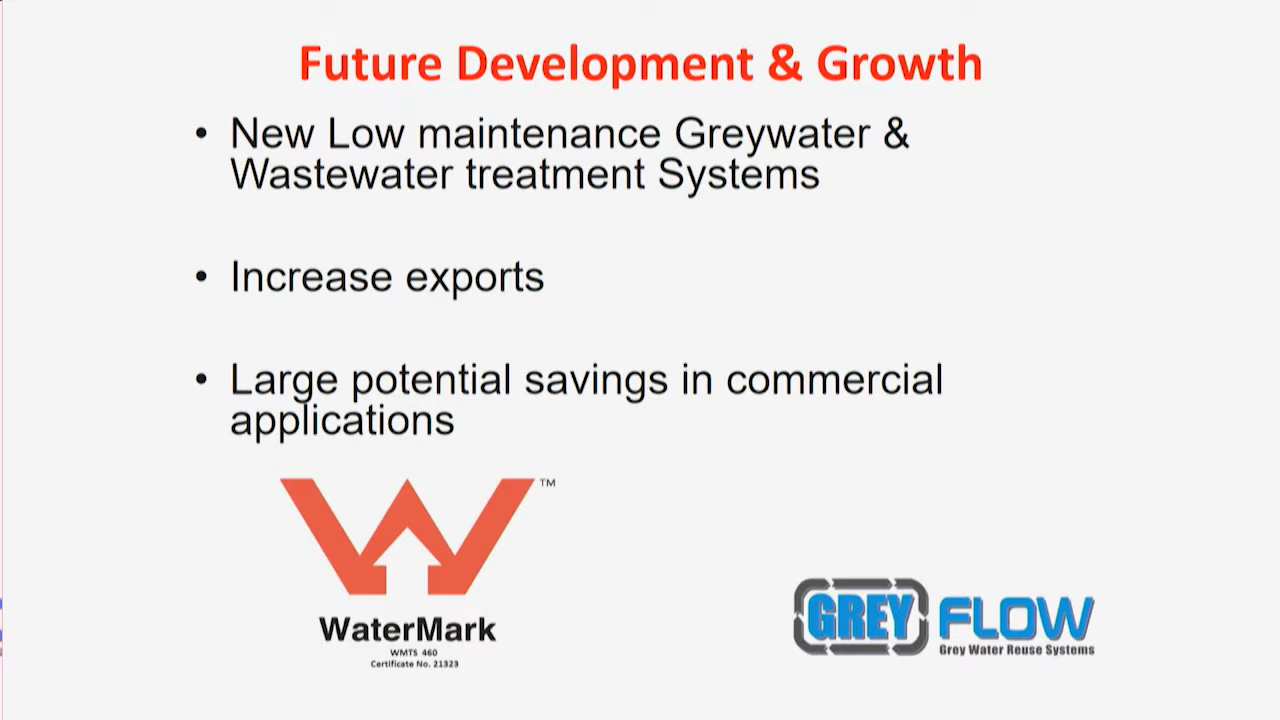 Future Development & Growth
• New Low maintenance Greywater &
Wastewater treatment Systems
• Increase exports
• Large potential savings in commercial
applications
TM
WaterMark
WMTS 460
Certificate No. 21323
GREY FLOW
Grey Water Reuse Systems